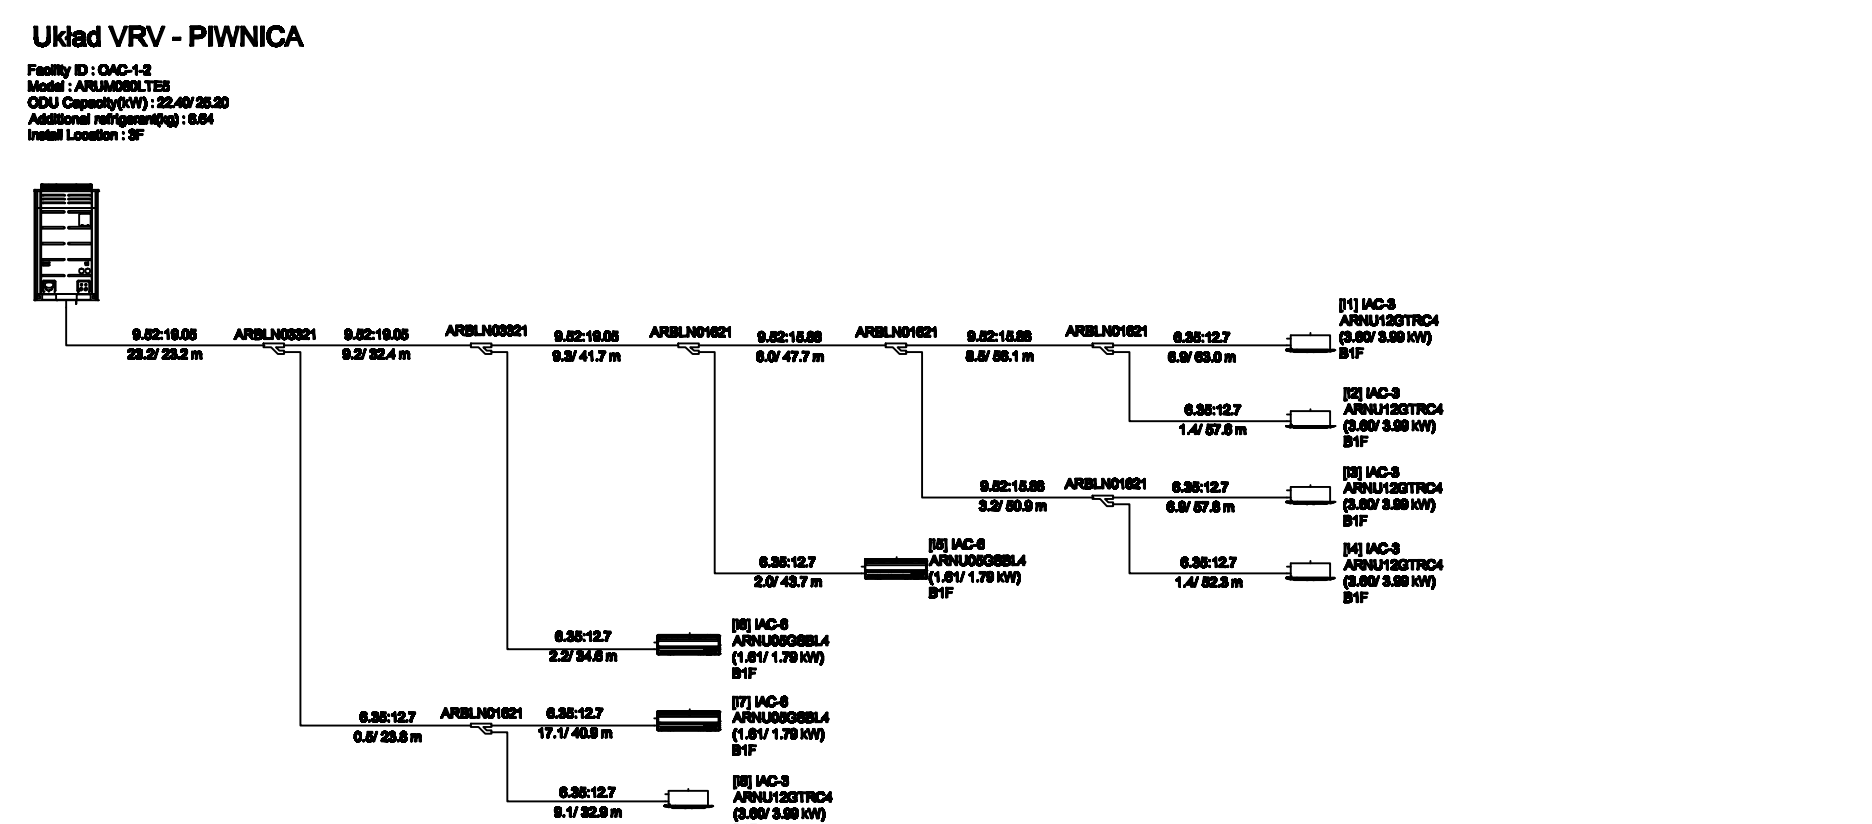 Układ VRV - PIWNICA
Facility ID : OAC-1-2
Model : ARUM080LTE5
ODU Capacity(kW) : 22.40/ 25.20
Additional refrigerant(kg) : 6.64
Install Location : 3F
9.52:19.05
23.2/ 23.2 m
ARBLN03321
9.52:19.05
9.2/ 32.4 m
ARBLN03321
9.52:19.05
9.3/ 41.7 m
ARBLN01621
9.52:15.88
6.0/ 47.7 m
ARBLN01621
9.52:15.88
8.5/ 56.1 m
ARBLN01621
6.35:12.7
6.9/ 63.0 m
[I1] IAC-3
ARNU12GTRC4
(3.60/ 3.99 kW)
B1F
6.35:12.7
1.4/ 57.6 m
[I2] IAC-3
ARNU12GTRC4
(3.60/ 3.99 kW)
B1F
9.52:15.88
3.2/ 50.9 m
ARBLN01621
6.35:12.7
6.9/ 57.8 m
[I3] IAC-3
ARNU12GTRC4
(3.60/ 3.99 kW)
B1F
6.35:12.7
1.4/ 52.3 m
[I4] IAC-3
ARNU12GTRC4
(3.60/ 3.99 kW)
B1F
6.35:12.7
2.0/ 43.7 m
[I5] IAC-6
ARNU05GSBL4
(1.61/ 1.79 kW)
B1F
6.35:12.7
2.2/ 34.6 m
[I6] IAC-6
ARNU05GSBL4
(1.61/ 1.79 kW)
B1F
6.35:12.7
0.5/ 23.8 m
ARBLN01621
6.35:12.7
17.1/ 40.9 m
[I7] IAC-6
ARNU05GSBL4
(1.61/ 1.79 kW)
B1F
6.35:12.7
9.1/ 32.9 m
[I8] IAC-3
ARNU12GTRC4
(3.60/ 3.99 kW)